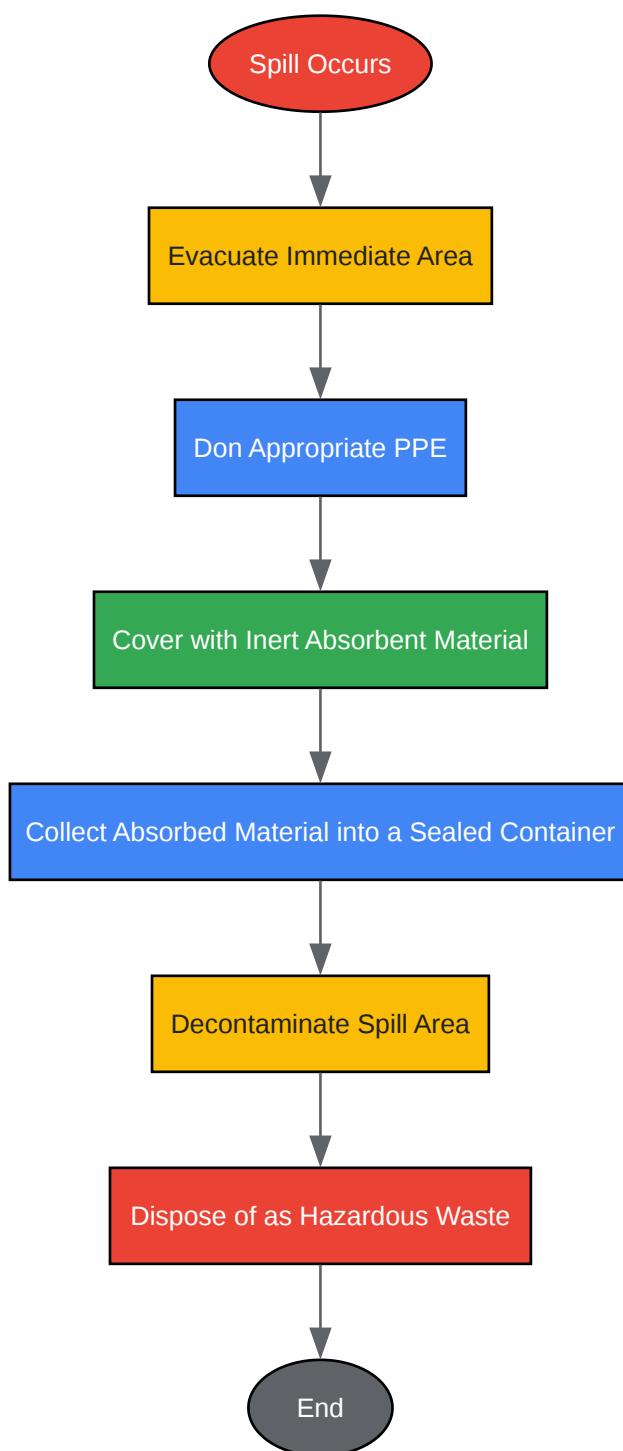 Spill Occurs
Evacuate Immediate Area
Don Appropriate PPE
Cover with Inert Absorbent Material
Collect Absorbed Material into a Sealed Container
Decontaminate Spill Area
Dispose of as Hazardous Waste
End